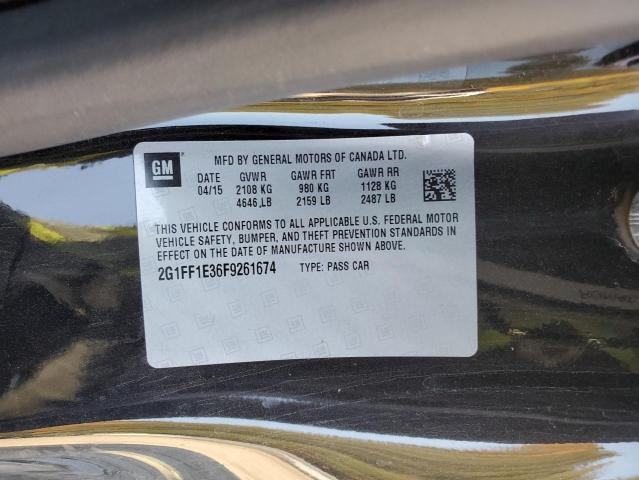 MFD BY GENERAL MOTORS OF CANADA LTD.
GM
DATE GVWR GAWR FRT GAWR RR
04/15 2108 KG 980 KG 1128 KG
4646 LB 2159 LB 2487 LB
THIS VEHICLE CONFORMS TO ALL APPLICABLE U.S. FEDERAL MOTOR
VEHICLE SAFETY, BUMPER, AND THEFT PREVENTION STANDARDS IN
EFFECT ON THE DATE OF MANUFACTURE SHOWN ABOVE.
2G1FF1E36F9261674 TYPE: PASS CAR